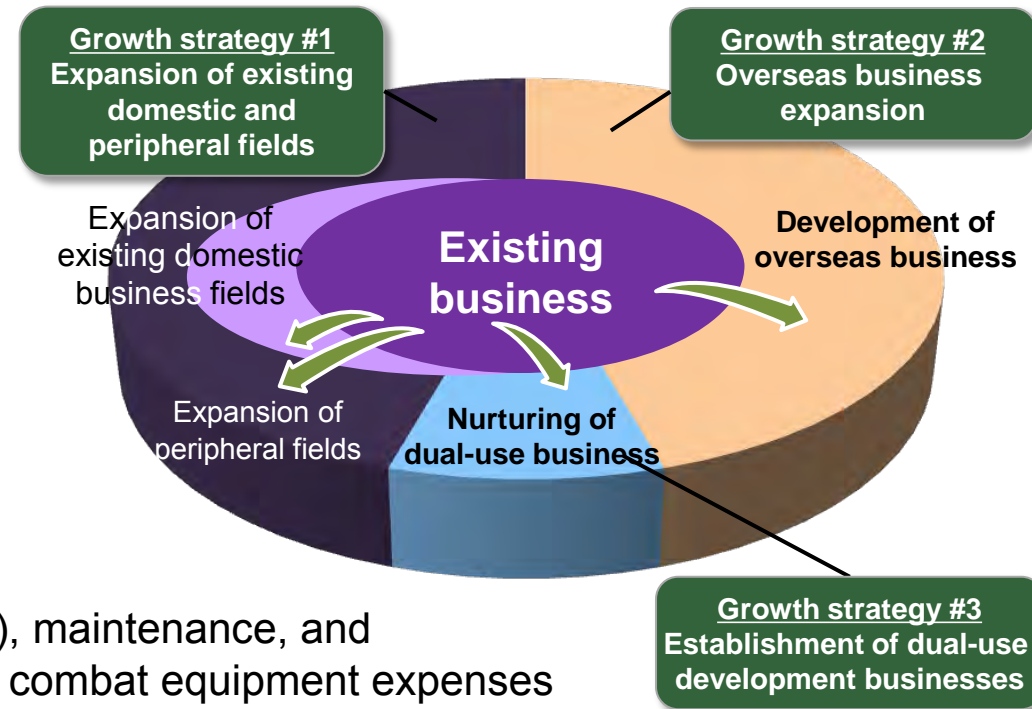 Growth strategy #1
Expansion of existing
domestic and
peripheral fields
Growth strategy #2
Overseas business
expansion
Expansion of
existing domestic
business fields
Existing
business
Development of
overseas business
Expansion of
peripheral fields
Nurturing of
dual-use business
Growth strategy #3
Establishment of dual-use
development businesses
), maintenance, and
combat equipment expenses